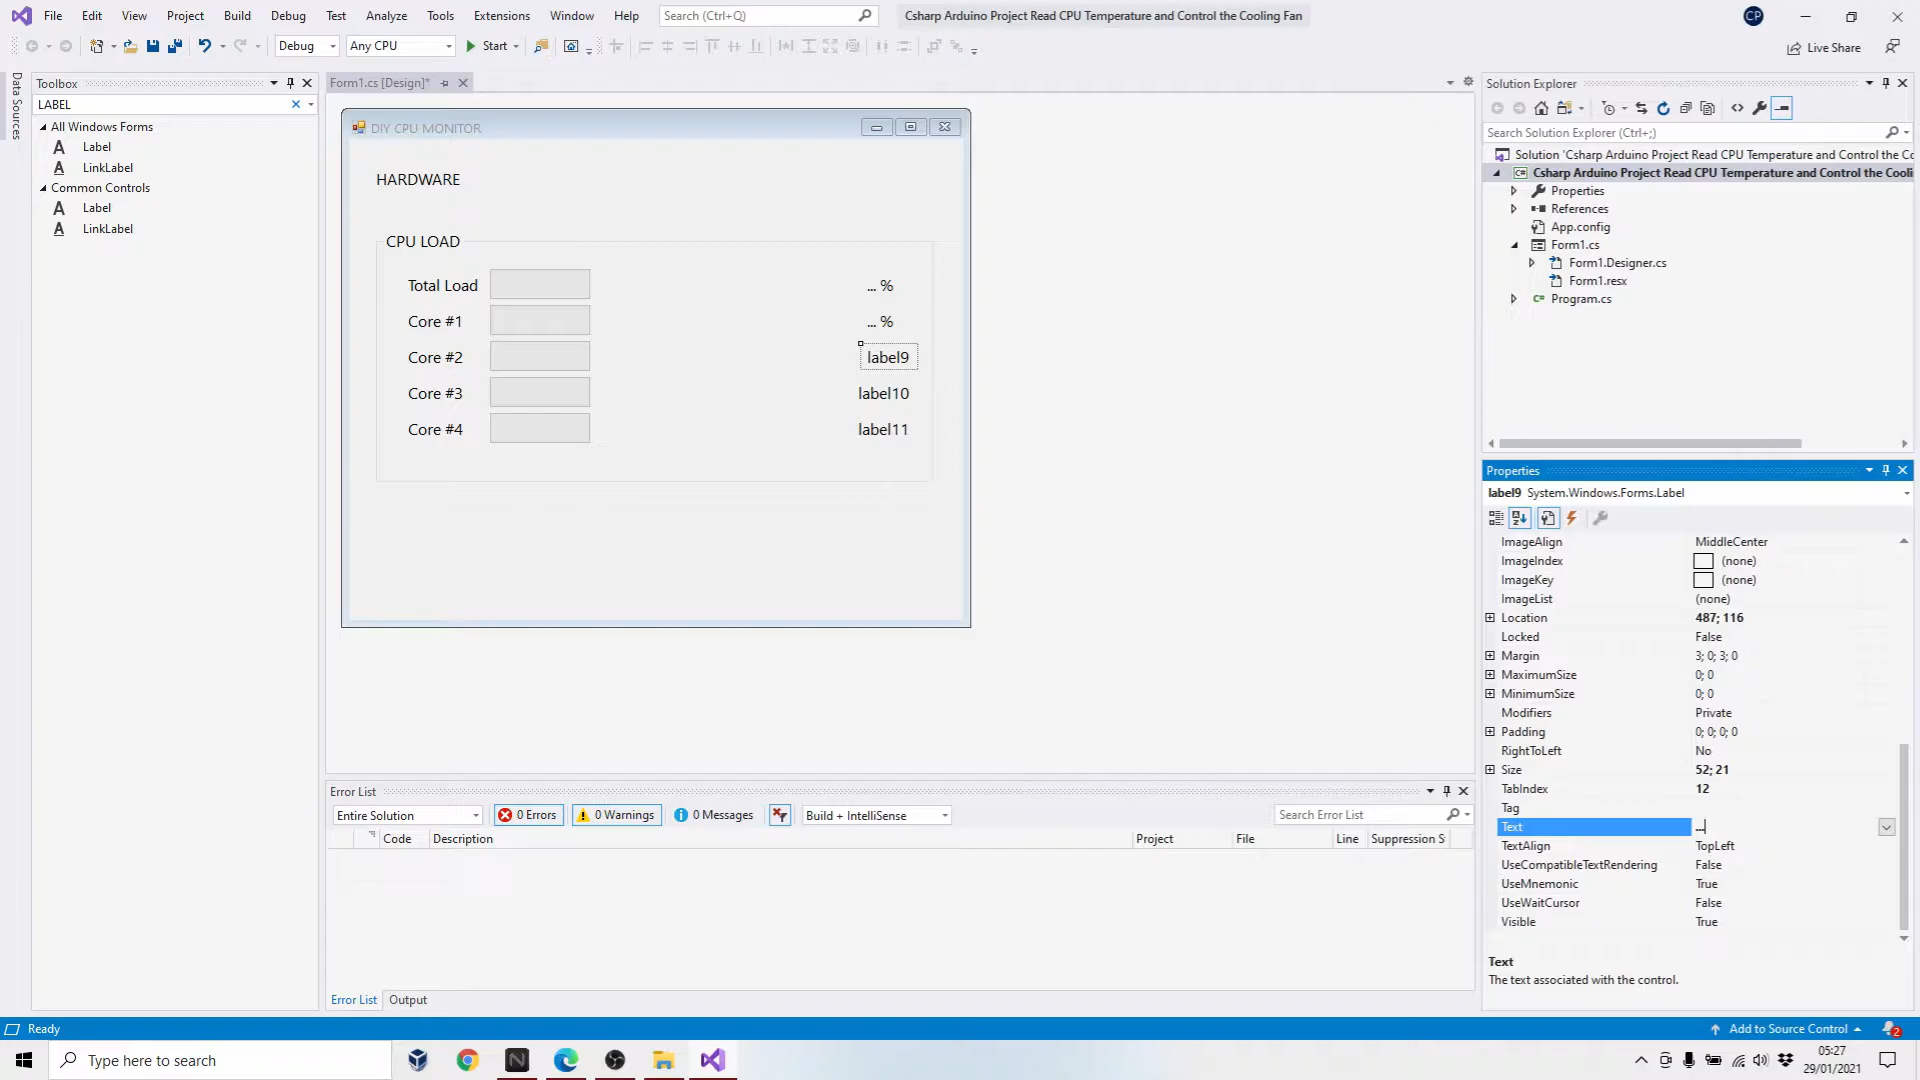 File Edit View Project Build Debug Test Analyze Tools Extensions Window Help Search (Ctrl+Q) Csharp Arduino Project Read CPU Temperature and Control the Cooling Fan CP
Debug Any CPU Start Live Share
Data Sources
Toolbox
LABEL
All Windows Forms
Label
LinkLabel
Common Controls
Label
LinkLabel
Form1.cs [Design]*
DIY CPU MONITOR
HARDWARE
CPU LOAD
Total Load ... %
Core #1 ... %
Core #2 label9
Core #3 label10
Core #4 label11
Solution Explorer
Search Solution Explorer (Ctrl+;)
Solution 'Csharp Arduino Project Read CPU Temperature and Control the Cc
Csharp Arduino Project Read CPU Temperature and Control the Cooli
Properties
References
App.config
Form1.cs
Form1.Designer.cs
Form1.resx
Program.cs
Properties
label9 System.Windows.Forms.Label
ImageAlign MiddleCenter
ImageIndex (none)
ImageKey (none)
ImageList (none)
Location 487; 116
Locked False
Margin 3; 0; 3; 0
MaximumSize 0; 0
MinimumSize 0; 0
Modifiers Private
Padding 0; 0; 0; 0
RightToLeft No
Size 52; 21
TabIndex 12
Tag
Text ...
TextAlign TopLeft
UseCompatibleTextRendering False
UseMnemonic True
UseWaitCursor False
Visible True
Text
The text associated with the control.
Error List
Entire Solution 0 Errors 0 Warnings 0 Messages Build + IntelliSense Search Error List
Code Description Project File Line Suppression S
Error List Output
Ready Add to Source Control 2
Type here to search 05:27
29/01/2021